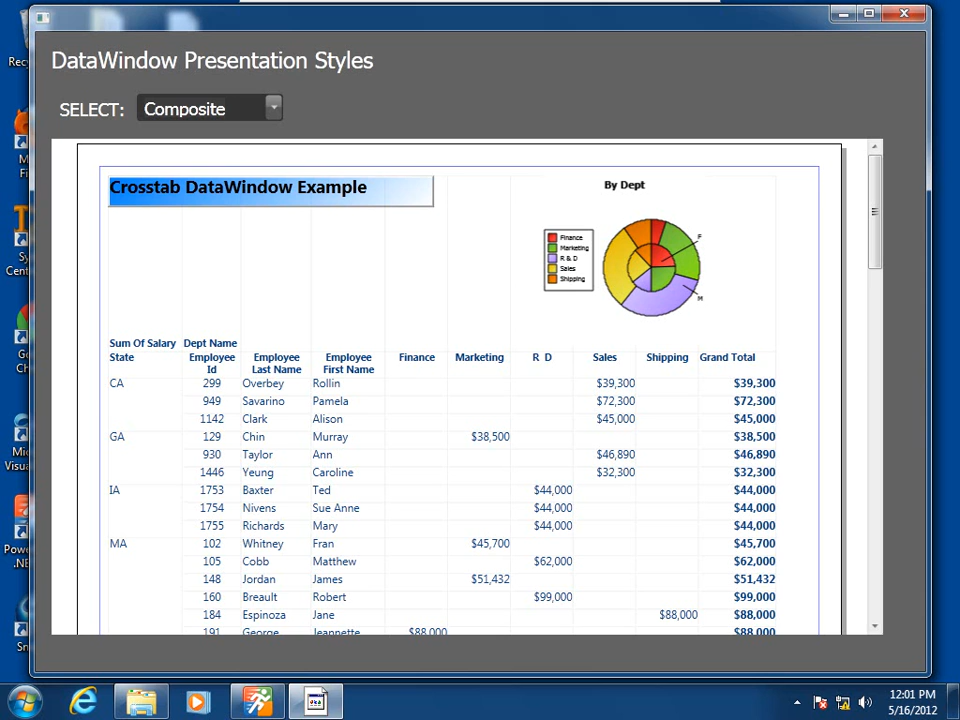 DataWindow Presentation Styles
SELECT: Composite
Crosstab DataWindow Example
By Dept
Finance
Marketing
R & D
Sales
Shipping
F
M
Sum Of Salary Dept Name
State Employee Id Employee Last Name Employee First Name Finance Marketing R D Sales Shipping Grand Total
CA 299 Overbey Rollin $39,300 $39,300
949 Savarino Pamela $72,300 $72,300
1142 Clark Alison $45,000 $45,000
GA 129 Chin Murray $38,500 $38,500
930 Taylor Ann $46,890 $46,890
1446 Yeung Caroline $32,300 $32,300
IA 1753 Baxter Ted $44,000 $44,000
1754 Nivens Sue Anne $44,000 $44,000
1755 Richards Mary $44,000 $44,000
MA 102 Whitney Fran $45,700 $45,700
105 Cobb Matthew $62,000 $62,000
148 Jordan James $51,432 $51,432
160 Breault Robert $99,000 $99,000
184 Espinoza Jane $88,000 $88,000
191 George Jeannette $88,000 $88,000
12:01 PM
5/16/2012